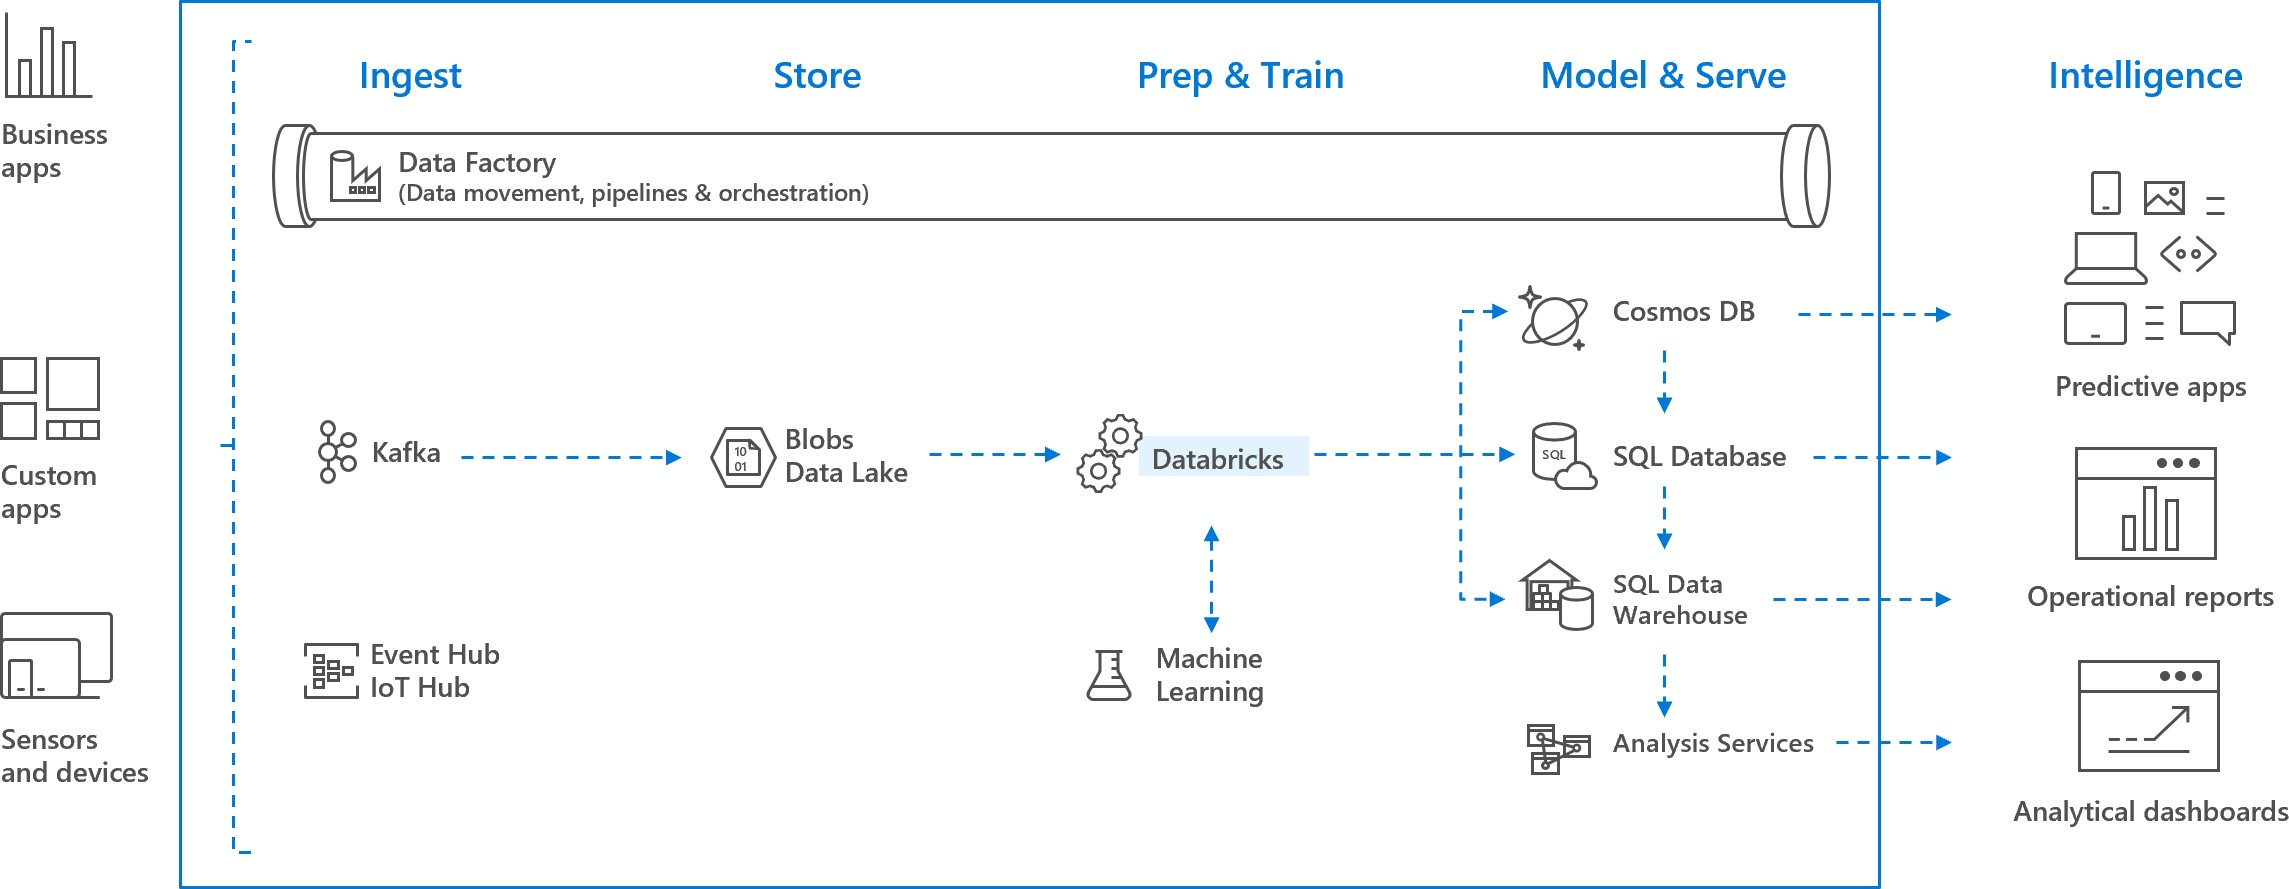 Business
apps
Custom
apps
Sensors
and devices
Ingest
Store
Prep & Train
Model & Serve
Intelligence
Data Factory
(Data movement, pipelines & orchestration)
Kafka
Event Hub
IoT Hub
10
01
Blobs
Data Lake
Databricks
Machine
Learning
Cosmos DB
SQL
SQL Database
SQL Data
Warehouse
Analysis Services
Predictive apps
Operational reports
Analytical dashboards